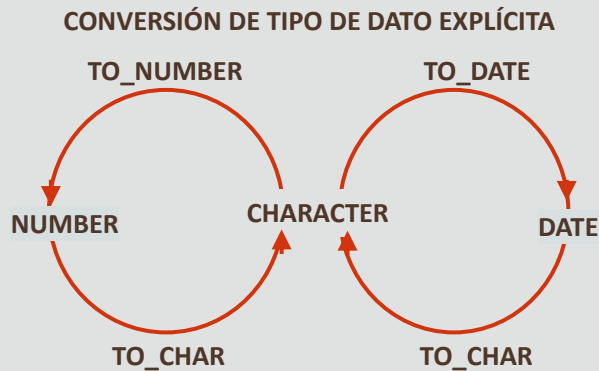 CONVERSIÓN DE TIPO DE DATO EXPLÍCITA
TO_NUMBER
TO_DATE
NUMBER
CHARACTER
DATE
TO_CHAR
TO_CHAR